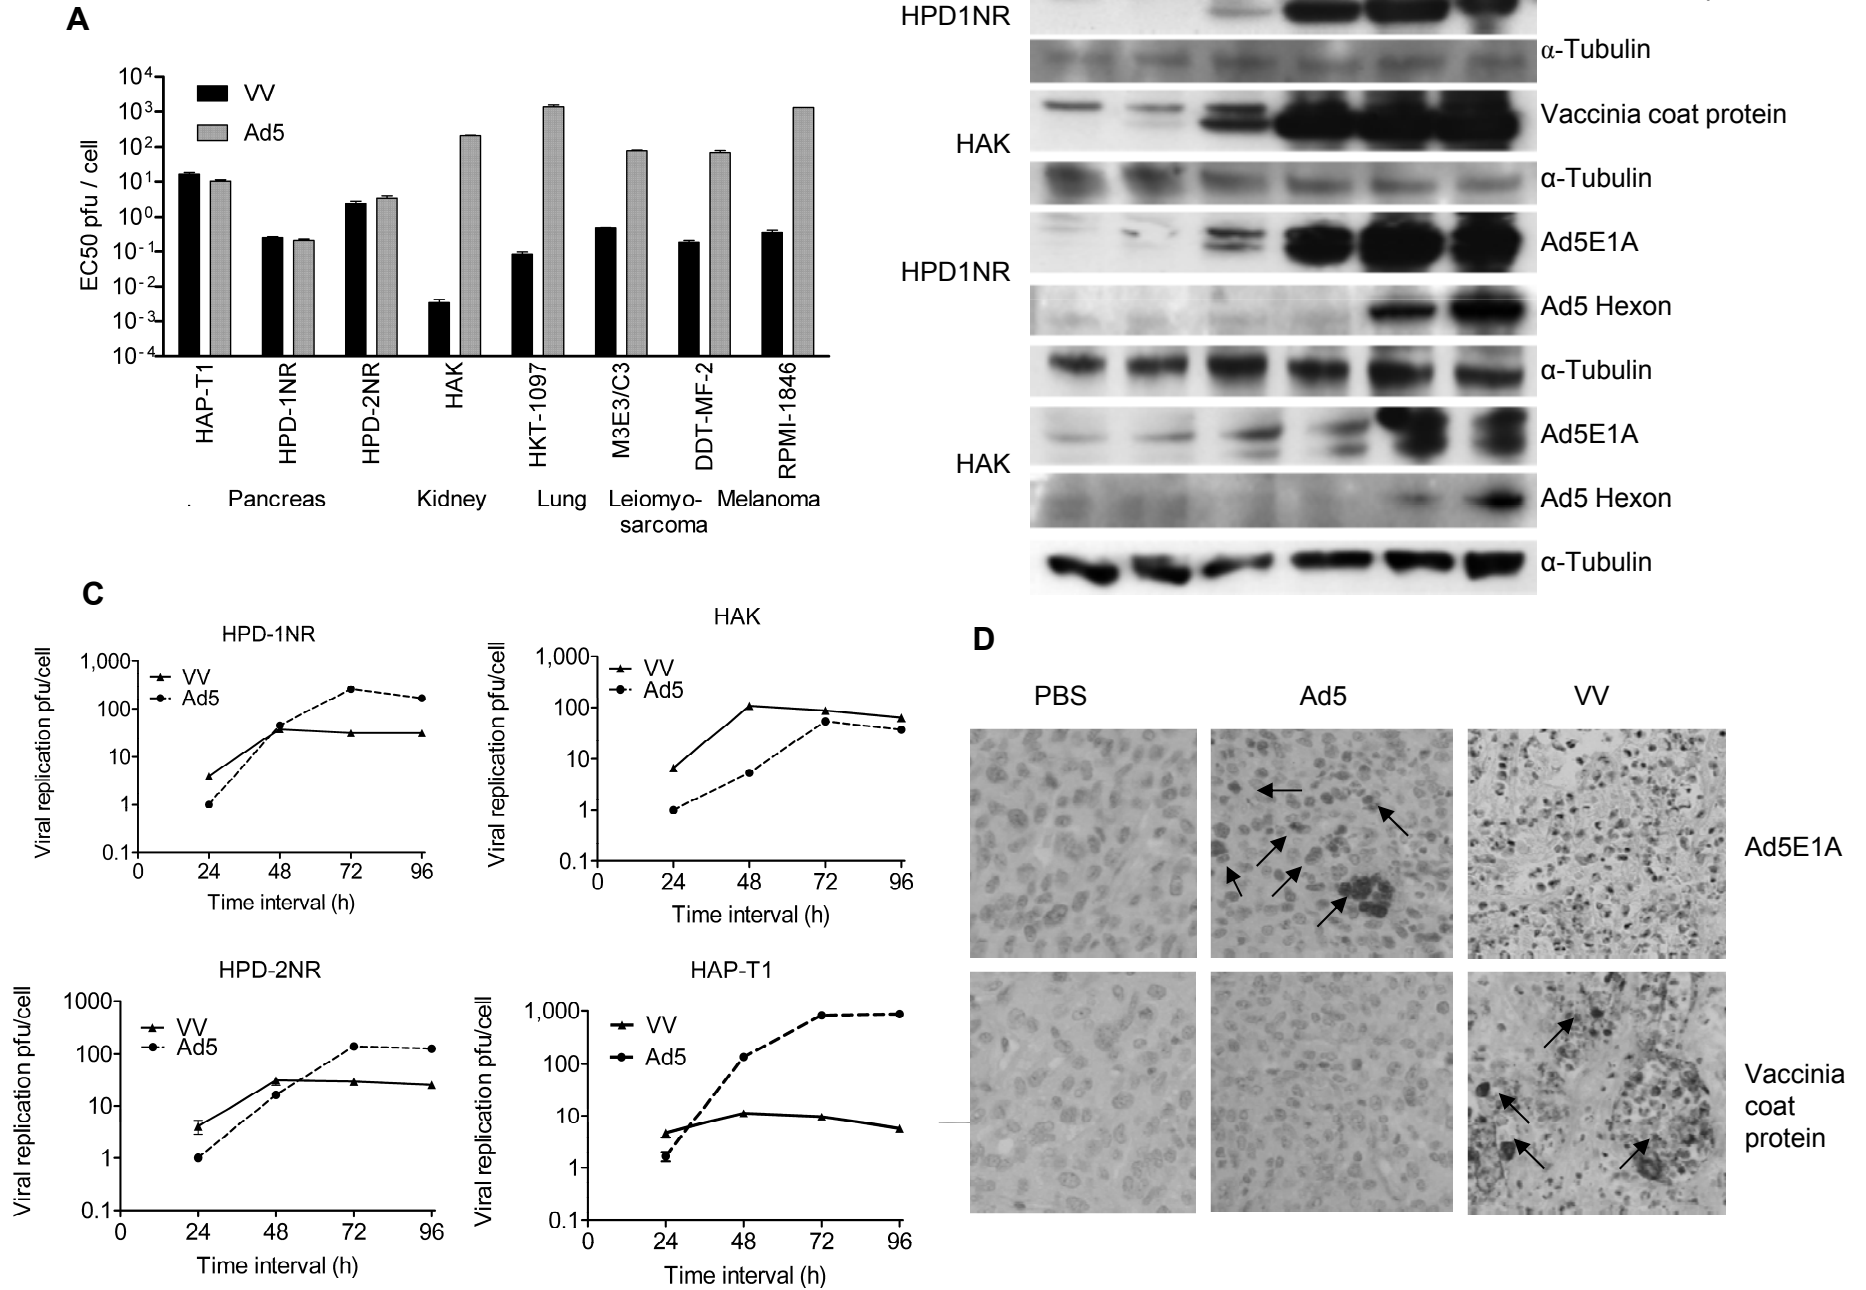 A
10⁴
10³
10²
10¹
10⁰
10⁻¹
10⁻²
10⁻³
10⁻⁴
EC50 pfu / cell
VV
Ad5
HAP-T1
HPD-1NR
HPD-2NR
HAK
HKT-1097
M3E3/C3
DDT-MF-2
RPMI-1846
Pancreas
Kidney
Lung
Leiomyo-
sarcoma
Melanoma
HPD1NR
α-Tubulin
HAK
Vaccinia coat protein
α-Tubulin
HPD1NR
Ad5E1A
Ad5 Hexon
α-Tubulin
HAK
Ad5E1A
Ad5 Hexon
α-Tubulin
C
HPD-1NR
Viral replication pfu/cell
1,000
100
10
1
0.1
VV
Ad5
0 24 48 72 96
Time interval (h)
HAK
Viral replication pfu/cell
1,000
100
10
1
0.1
VV
Ad5
0 24 48 72 96
Time interval (h)
HPD-2NR
Viral replication pfu/cell
1000
100
10
1
0.1
VV
Ad5
0 24 48 72 96
Time interval (h)
HAP-T1
Viral replication pfu/cell
1,000
100
10
1
0.1
VV
Ad5
0 24 48 72 96
Time interval (h)
D
PBS Ad5 VV
Ad5E1A
Vaccinia
coat
protein